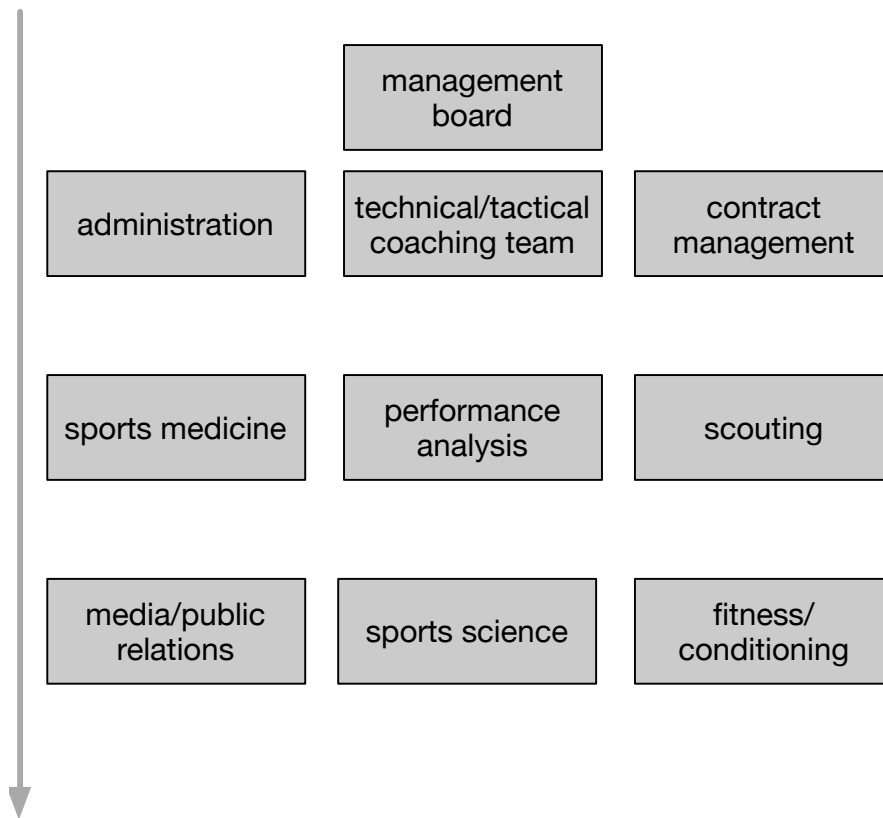 management
board
administration
technical/tactical
coaching team
contract
management
sports medicine
performance
analysis
scouting
media/public
relations
sports science
fitness/
conditioning